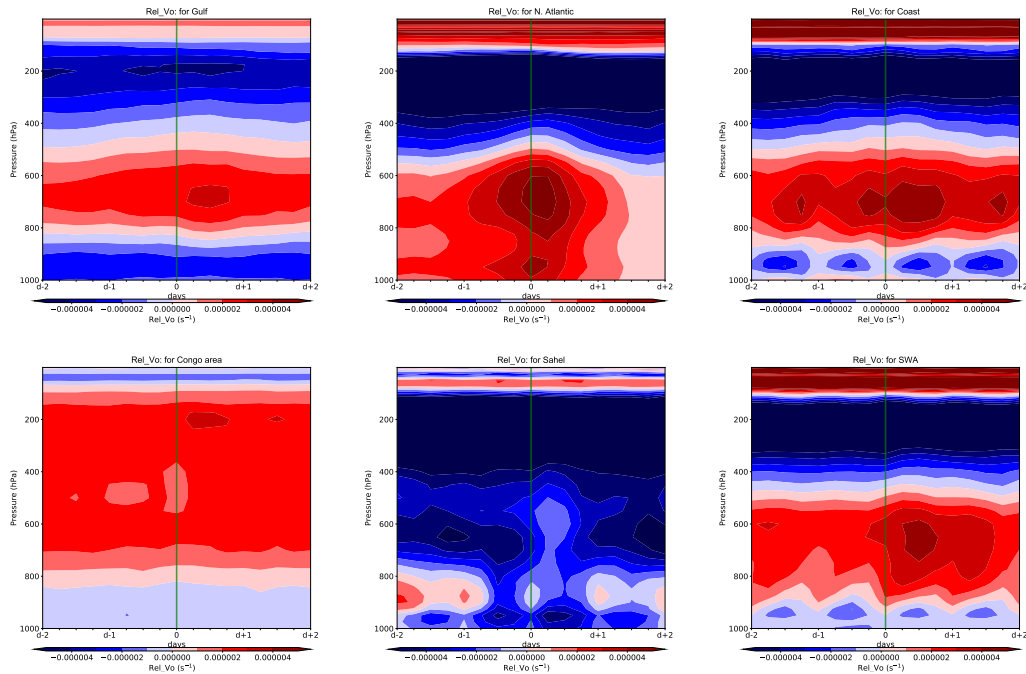 Rel_Vo: for Gulf
Pressure (hPa)
200
400
600
800
1000
d-2 d-1 0 d+1 d+2
days
−0.000004 −0.000002 0.000000 0.000002 0.000004
Rel_Vo (s⁻¹)
Rel_Vo: for N. Atlantic
Pressure (hPa)
200
400
600
800
1000
d-2 d-1 0 d+1 d+2
days
−0.000004 −0.000002 0.000000 0.000002 0.000004
Rel_Vo (s⁻¹)
Rel_Vo: for Coast
Pressure (hPa)
200
400
600
800
1000
d-2 d-1 0 d+1 d+2
days
−0.000004 −0.000002 0.000000 0.000002 0.000004
Rel_Vo (s⁻¹)
Rel_Vo: for Congo area
Pressure (hPa)
200
400
600
800
1000
d-2 d-1 0 d+1 d+2
days
−0.000004 −0.000002 0.000000 0.000002 0.000004
Rel_Vo (s⁻¹)
Rel_Vo: for Sahel
Pressure (hPa)
200
400
600
800
1000
d-2 d-1 0 d+1 d+2
days
−0.000004 −0.000002 0.000000 0.000002 0.000004
Rel_Vo (s⁻¹)
Rel_Vo: for SWA
Pressure (hPa)
200
400
600
800
1000
d-2 d-1 0 d+1 d+2
days
−0.000004 −0.000002 0.000000 0.000002 0.000004
Rel_Vo (s⁻¹)